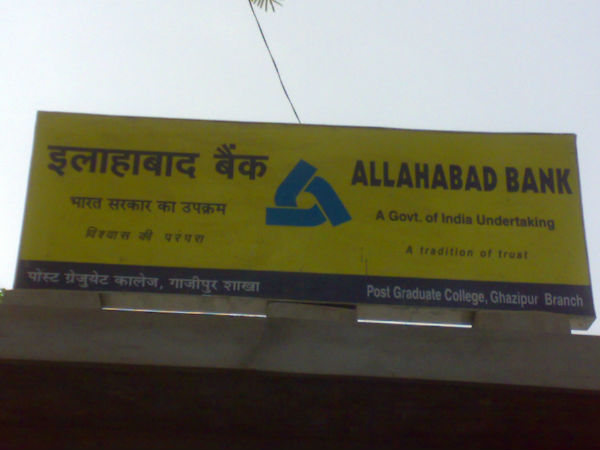 इलाहाबाद बैंक
भारत सरकार का उपक्रम
विश्वास की परंपरा
ALLAHABAD BANK
A Govt. of India Undertaking
A tradition of trust
पोस्ट ग्रेजुयेट कालेज, गाजीपुर शाखा
Post Graduate College, Ghazipur Branch